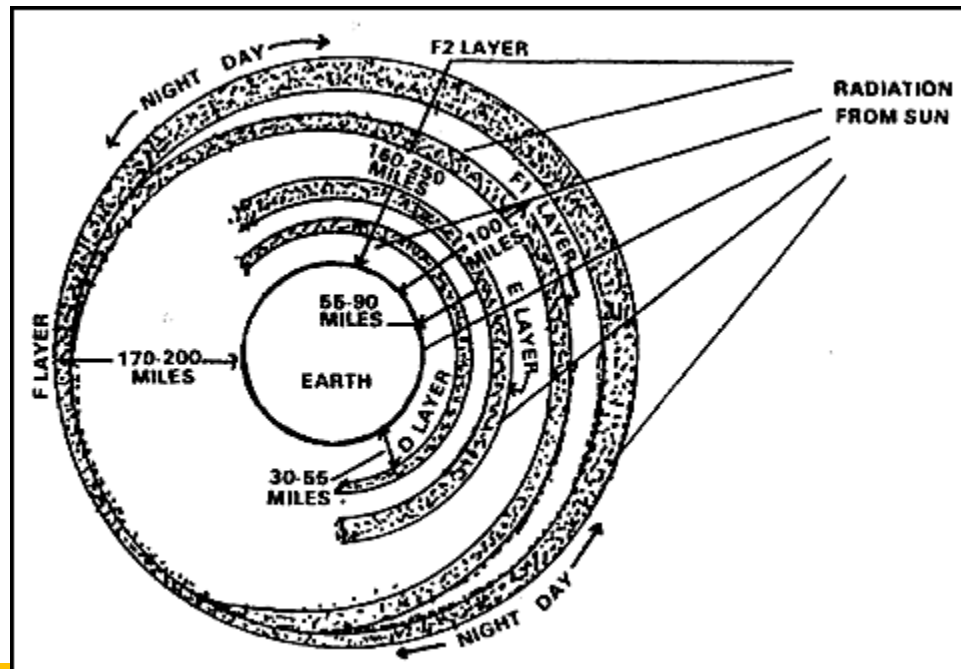 NIGHT DAY
F2 LAYER
RADIATION
FROM SUN
160-250
MILES
F1 LAYER
100
MILES
E LAYER
55-90
MILES
F LAYER
170-200
MILES
EARTH
D LAYER
30-55
MILES
NIGHT DAY